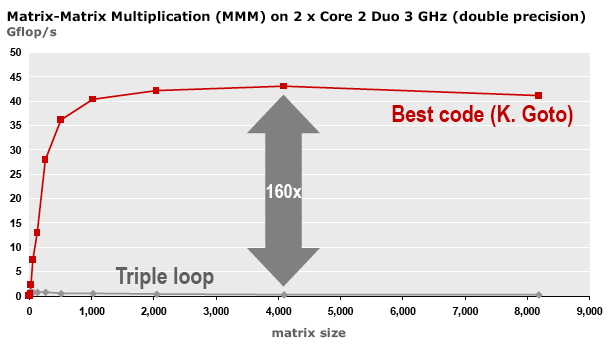 Matrix-Matrix Multiplication (MMM) on 2 x Core 2 Duo 3 GHz (double precision)
Gflop/s
50
45
40
35
30
25
20
15
10
5
0
Best code (K. Goto)
160x
Triple loop
0 1,000 2,000 3,000 4,000 5,000 6,000 7,000 8,000 9,000
matrix size